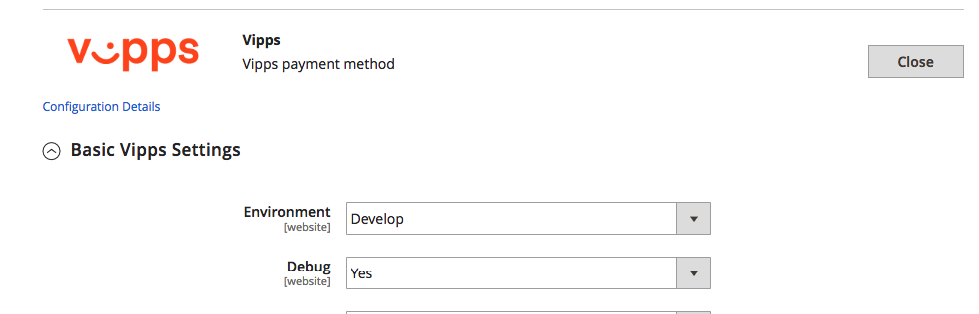 vipps
Vipps
Vipps payment method
Close
Configuration Details
Basic Vipps Settings
Environment
[website]
Develop
Debug
[website]
Yes